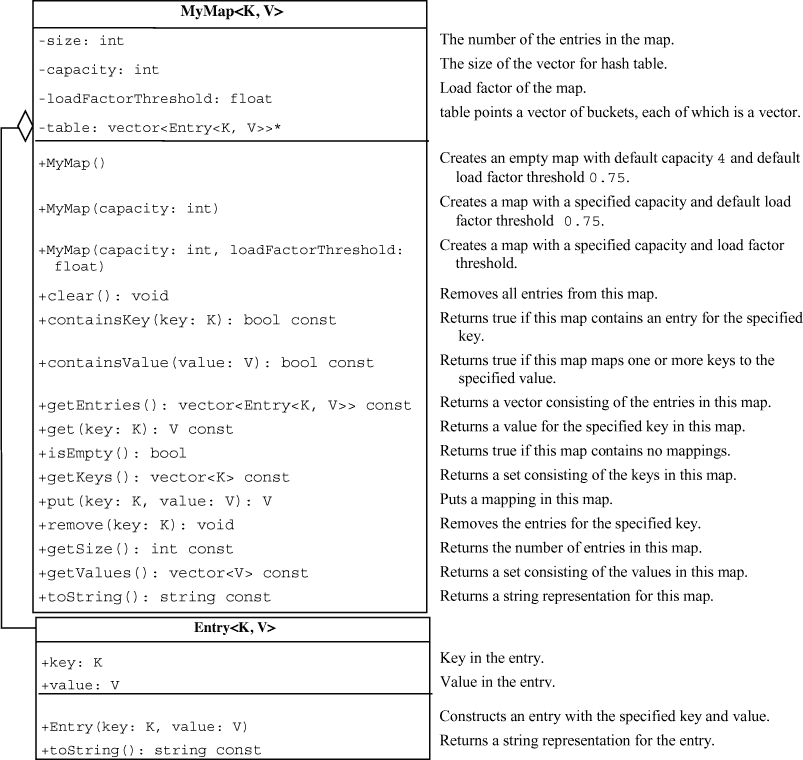 MyMap<K, V>
-size: int
The number of the entries in the map.
-capacity: int
The size of the vector for hash table.
-loadFactorThreshold: float
Load factor of the map.
-table: vector<Entry<K, V>>*
table points a vector of buckets, each of which is a vector.
+MyMap()
Creates an empty map with default capacity 4 and default
load factor threshold 0.75.
+MyMap(capacity: int)
Creates a map with a specified capacity and default load
factor threshold 0.75.
+MyMap(capacity: int, loadFactorThreshold:
float)
Creates a map with a specified capacity and load factor
threshold.
+clear(): void
Removes all entries from this map.
+containsKey(key: K): bool const
Returns true if this map contains an entry for the specified
key.
+containsValue(value: V): bool const
Returns true if this map maps one or more keys to the
specified value.
+getEntries(): vector<Entry<K, V>> const
Returns a vector consisting of the entries in this map.
+get(key: K): V const
Returns a value for the specified key in this map.
+isEmpty(): bool
Returns true if this map contains no mappings.
+getKeys(): vector<K> const
Returns a set consisting of the keys in this map.
+put(key: K, value: V): V
Puts a mapping in this map.
+remove(key: K): void
Removes the entries for the specified key.
+getSize(): int const
Returns the number of entries in this map.
+getValues(): vector<V> const
Returns a set consisting of the values in this map.
+toString(): string const
Returns a string representation for this map.
Entry<K, V>
+key: K
Key in the entry.
+value: V
Value in the entry.
+Entry(key: K, value: V)
Constructs an entry with the specified key and value.
+toString(): string const
Returns a string representation for the entry.